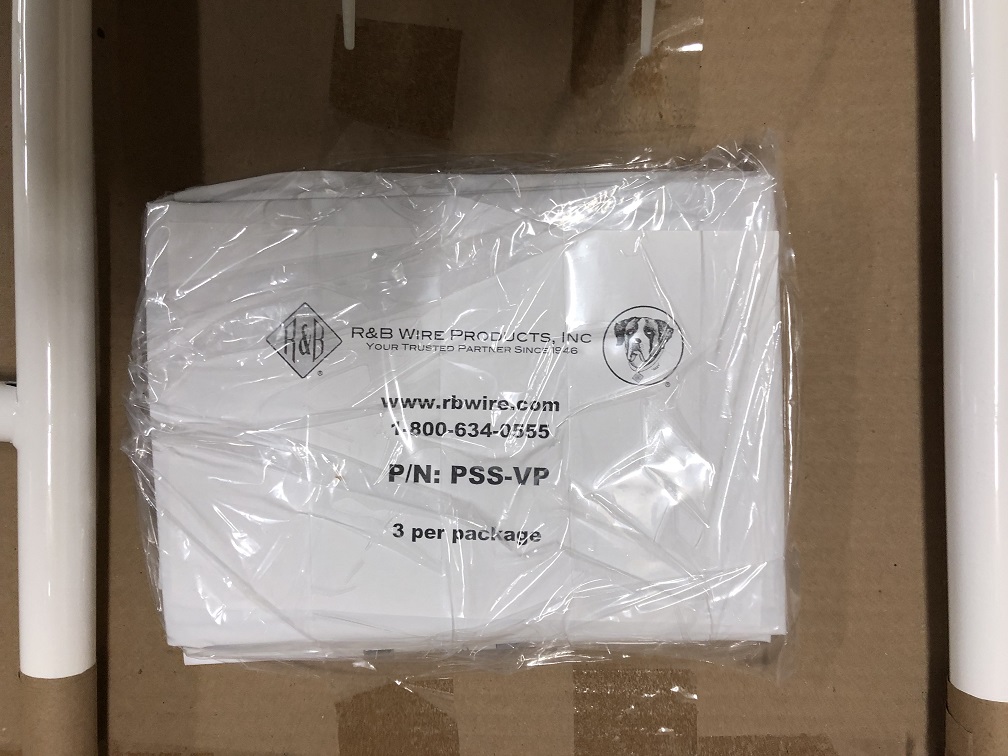 R&B
R&B WIRE PRODUCTS, INC
YOUR TRUSTED PARTNER SINCE 1946
®
®
www.rbwire.com
1-800-634-0555
P/N: PSS-VP
3 per package